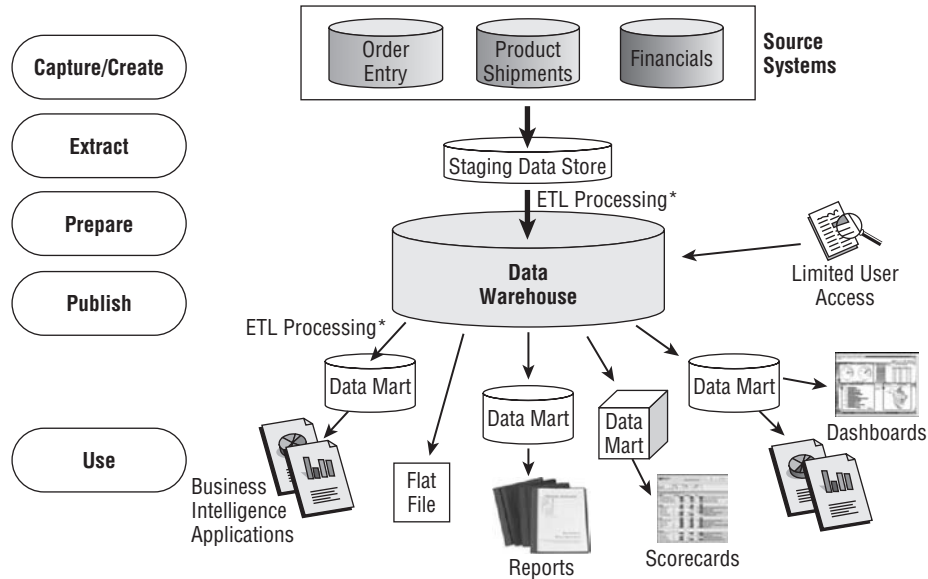 Capture/Create
Extract
Prepare
Publish
Use
Order
Entry
Product
Shipments
Financials
Source
Systems
Staging Data Store
ETL Processing*
Data
Warehouse
Limited User
Access
ETL Processing*
Data Mart
Data Mart
Data
Mart
Data Mart
Dashboards
Business
Intelligence
Applications
Flat
File
Reports
Scorecards